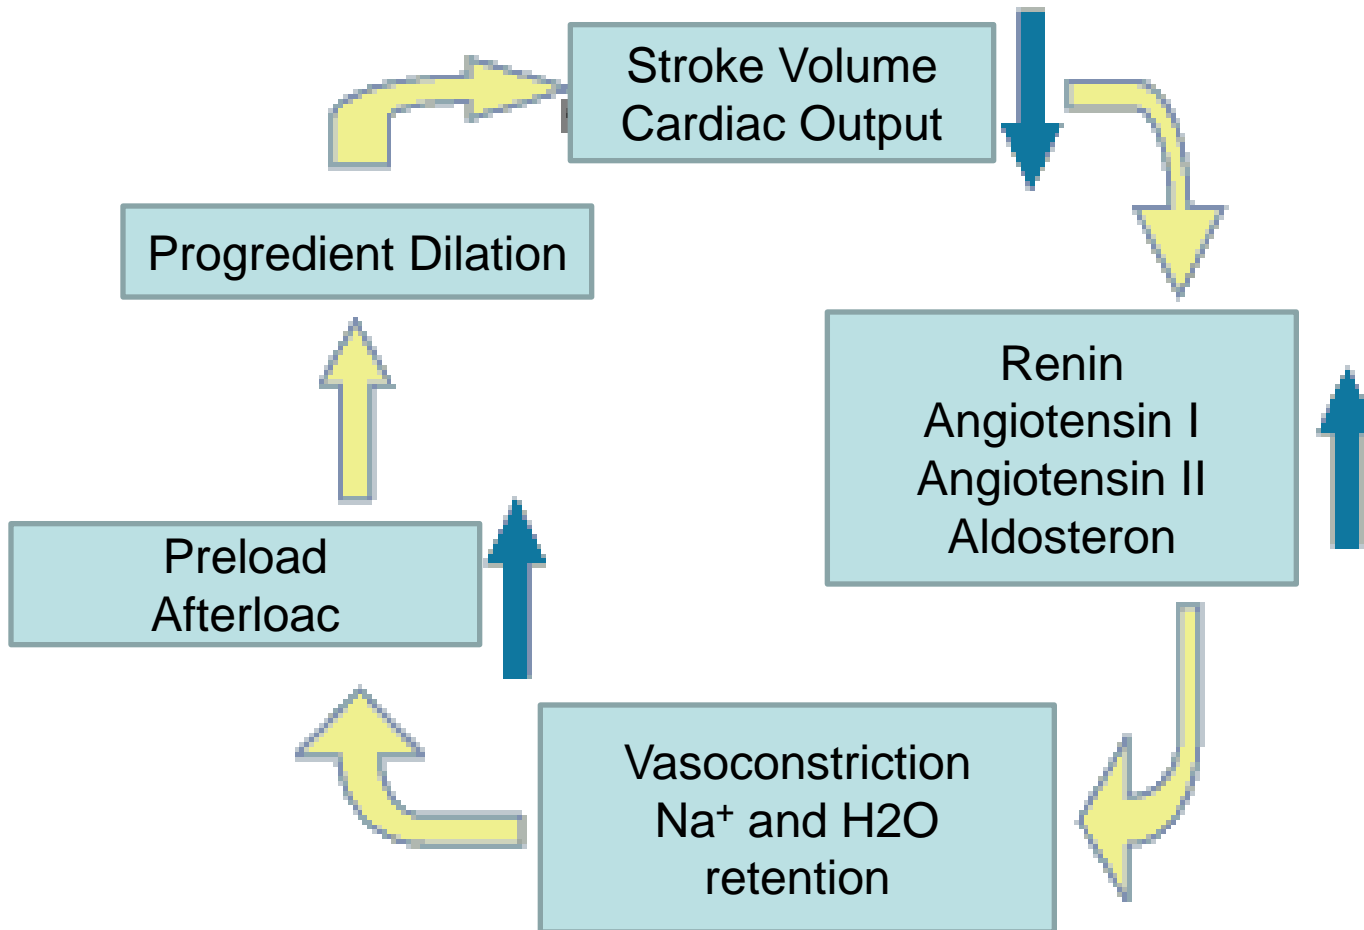 Stroke Volume
Cardiac Output
Renin
Angiotensin I
Angiotensin II
Aldosteron
Vasoconstriction
Na⁺ and H2O
retention
Preload
Afterloac
Progredient Dilation